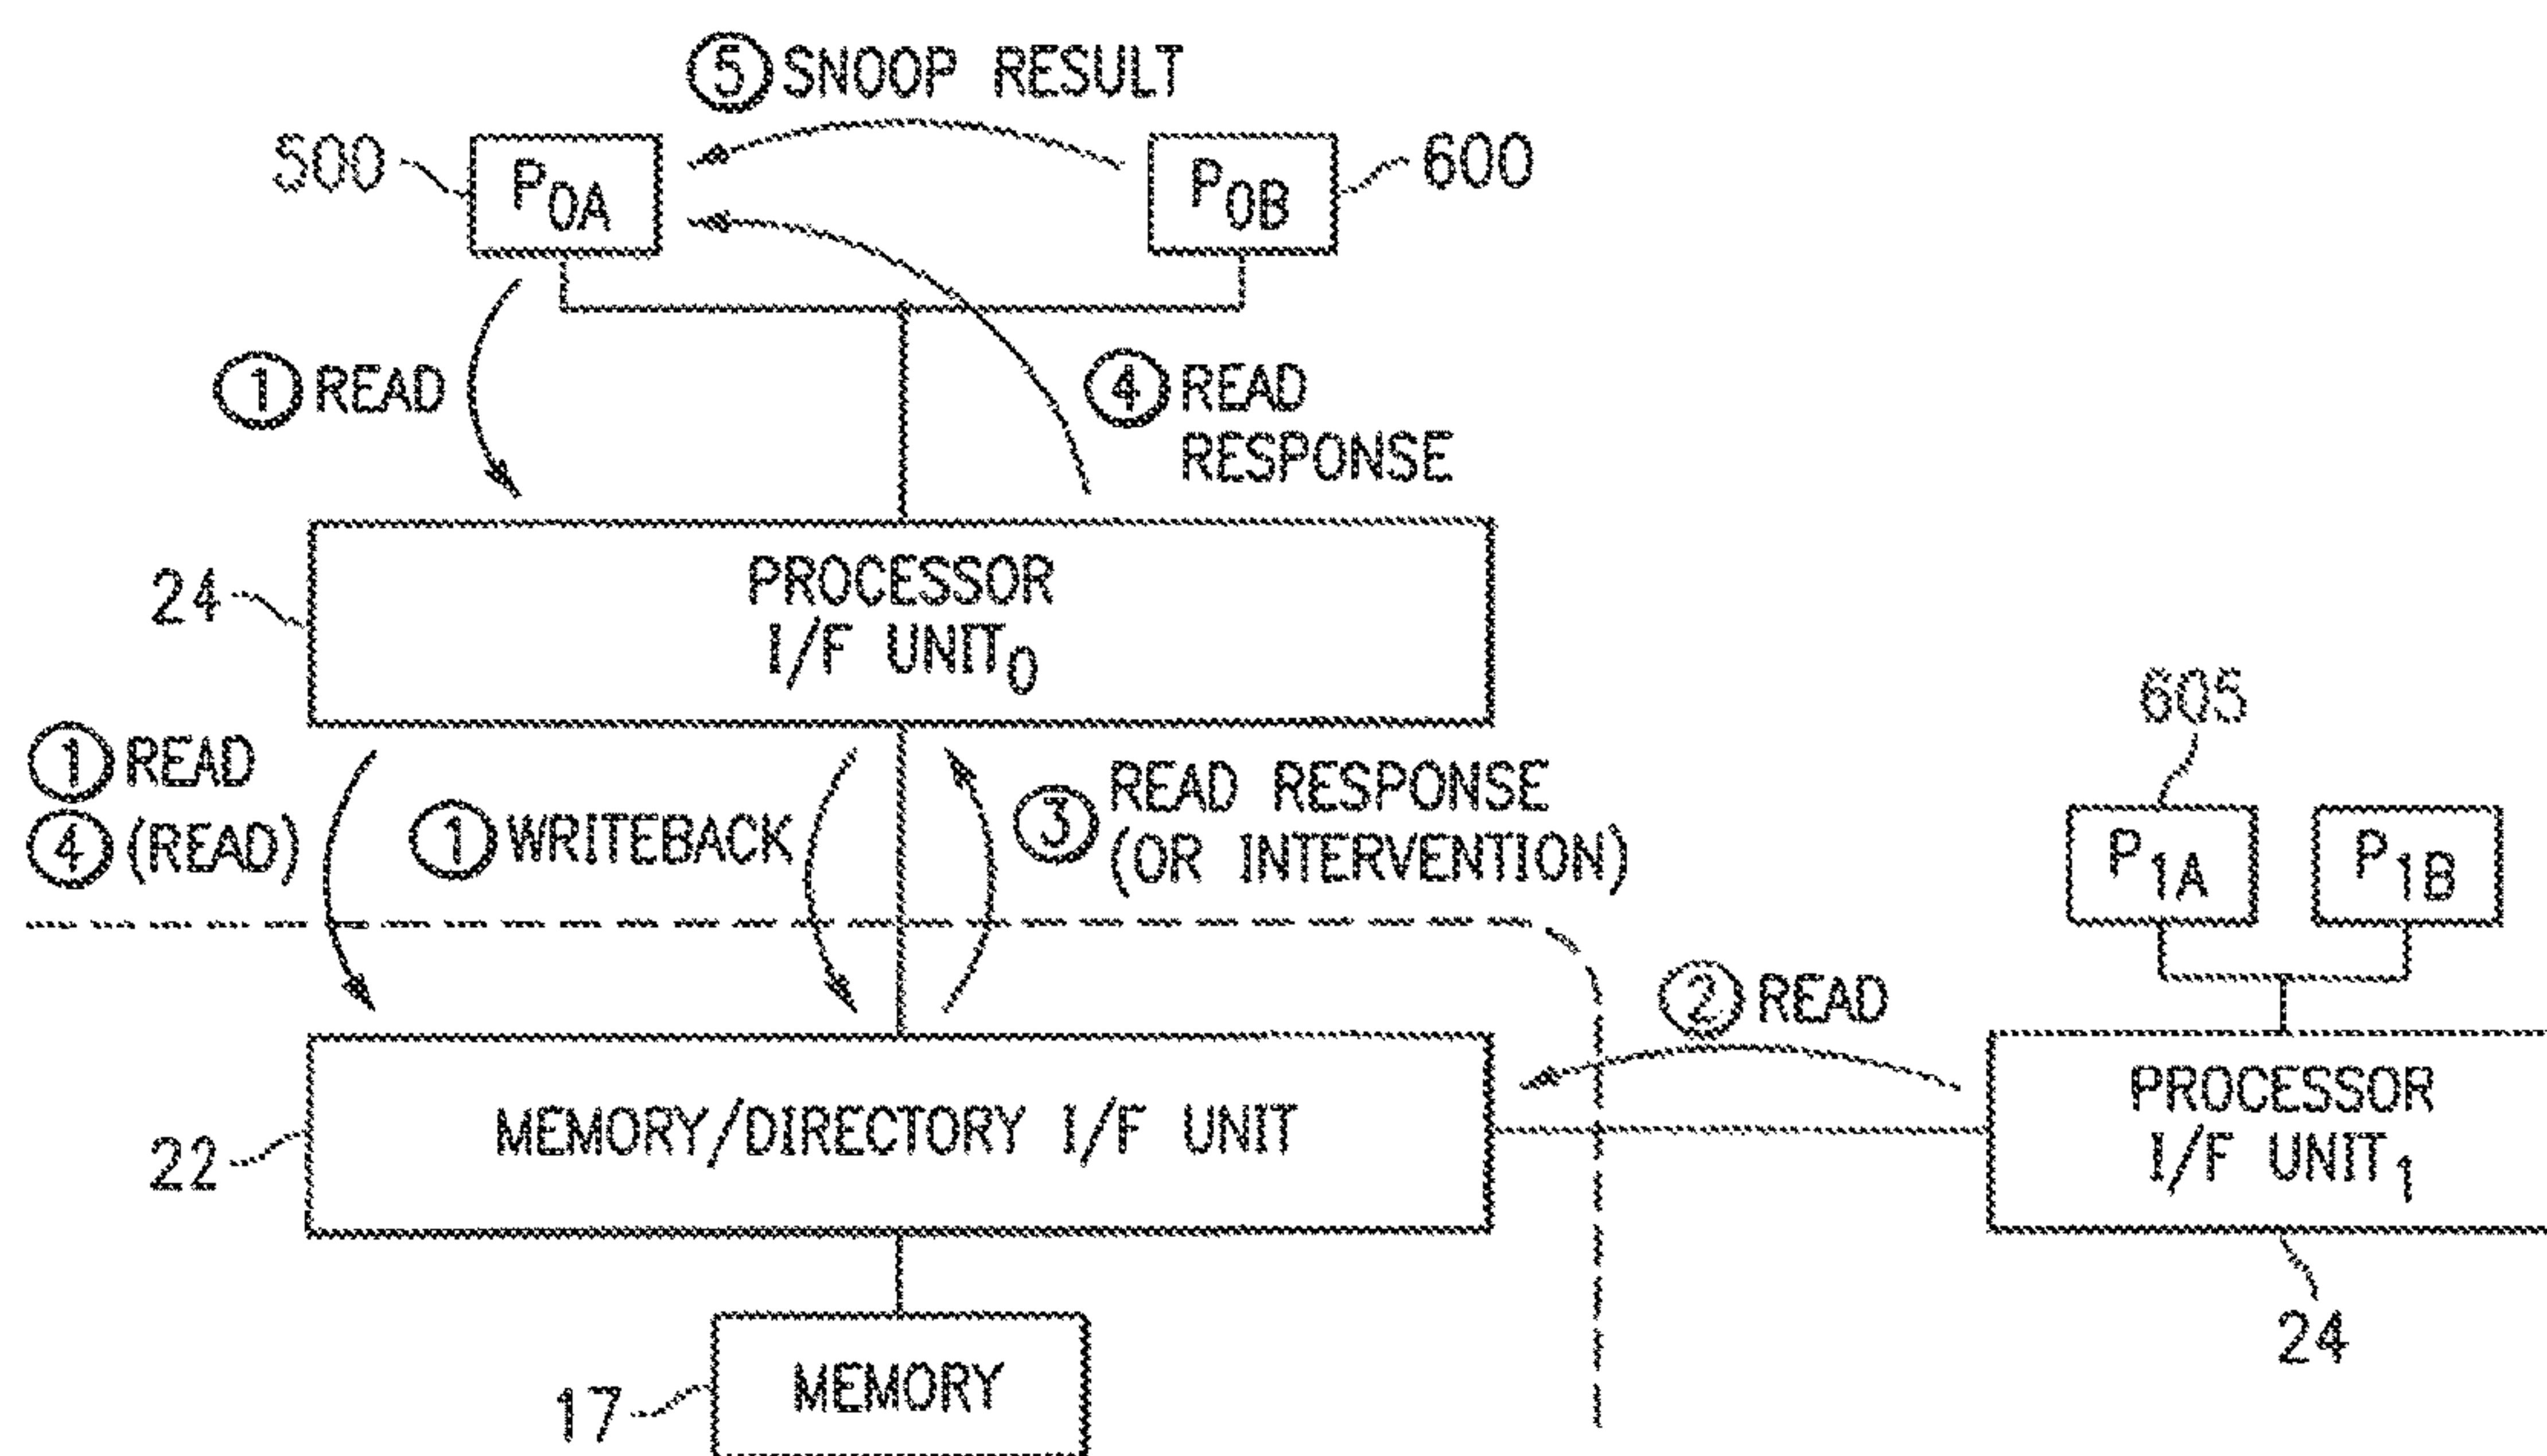 ⑤ SNOOP RESULT
500
P0A
P0B
600
① READ
④ READ
RESPONSE
24
PROCESSOR
I/F UNIT0
605
① READ
④ (READ)
① WRITEBACK
③ READ RESPONSE
(OR INTERVENTION)
P1A
P1B
② READ
22
MEMORY/DIRECTORY I/F UNIT
PROCESSOR
I/F UNIT1
24
17
MEMORY